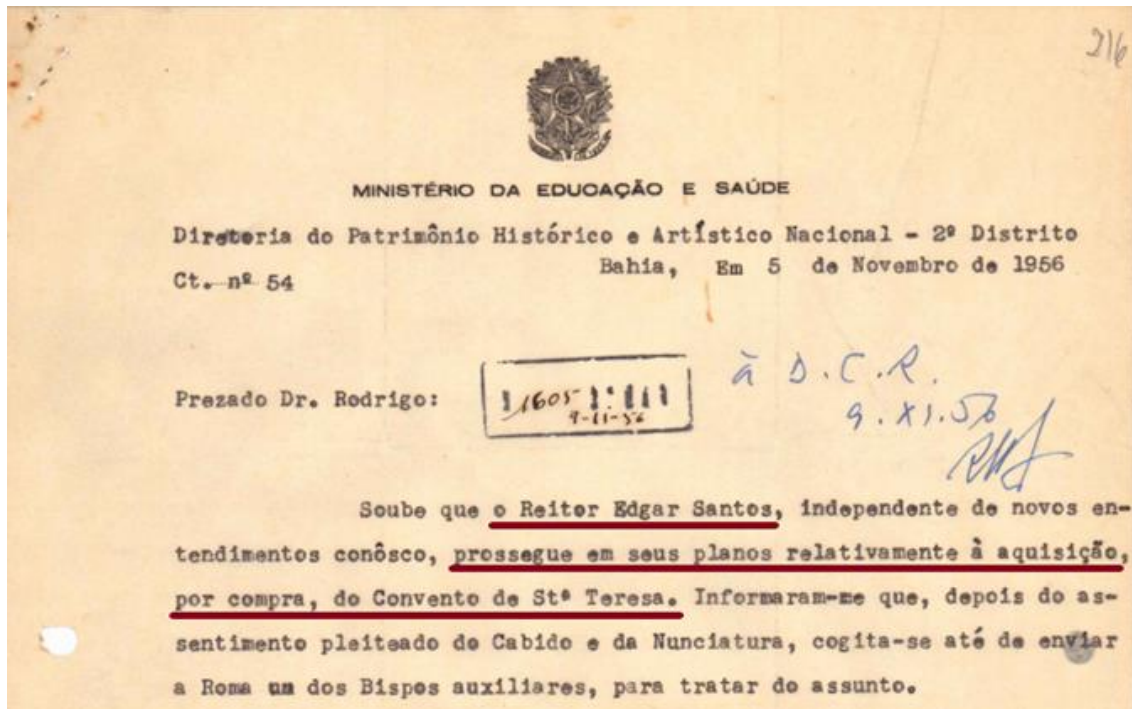 216
MINISTÉRIO DA EDUCAÇÃO E SAÚDE
Diretoria do Patrimônio Histórico e Artístico Nacional - 2º Distrito
Bahia, Em 5 de Novembro de 1956
Ct. nº 54
à D.C.R.
Prezado Dr. Rodrigo:
1605
9-11-56
9.XI.56
Soube que o Reitor Edgar Santos, independente de novos en-
tendimentos conôsco, prossegue em seus planos relativamente à aquisição,
por compra, do Convento de Stª Teresa. Informaram-me que, depois do as-
sentimento pleiteado do Cabido e da Nunciatura, cogita-se até de enviar
a Roma um dos Bispos auxiliares, para tratar do assunto.